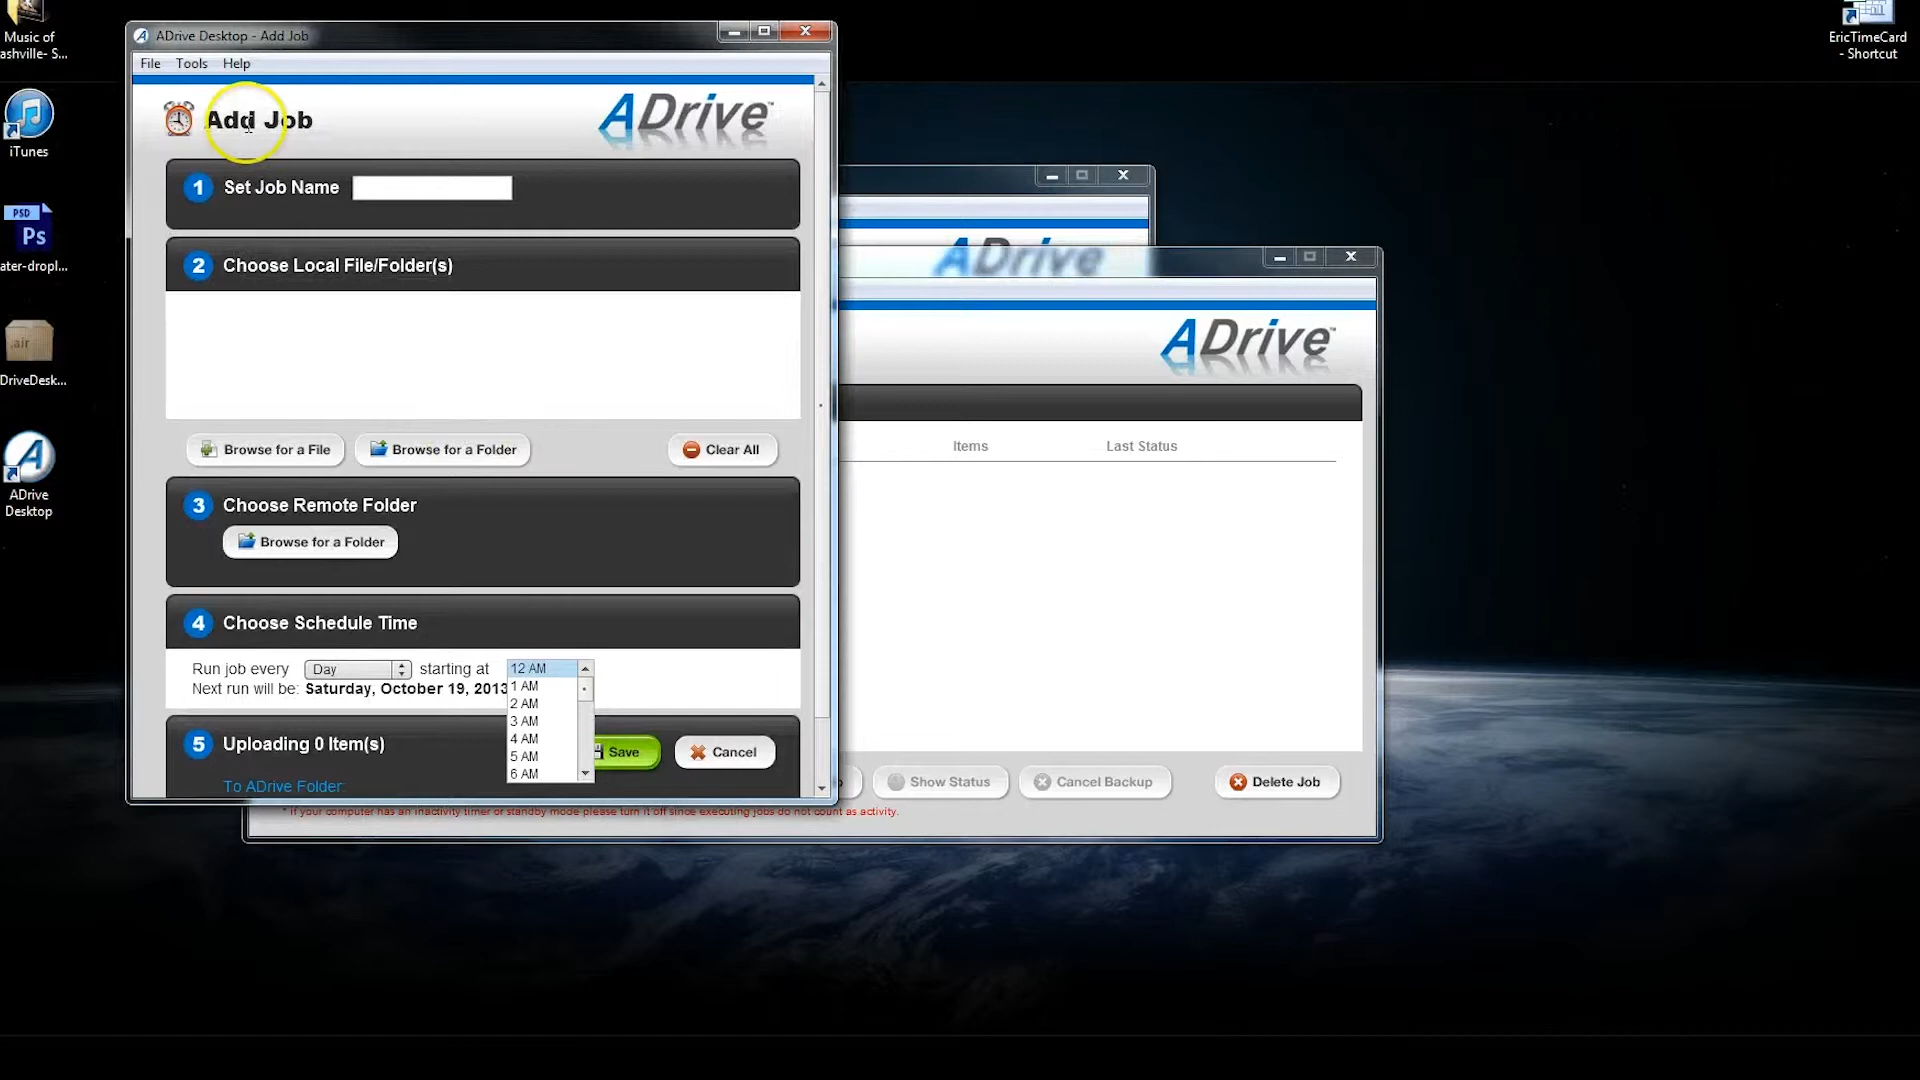 Music of
ashville- S...
iTunes
PSD
Ps
ater-dropl...
.air
DriveDesk...
ADrive
Desktop
EricTimeCard
- Shortcut
ADrive Desktop - Add Job
File Tools Help
Add Job
ADrive™
1 Set Job Name
2 Choose Local File/Folder(s)
Browse for a File Browse for a Folder Clear All
3 Choose Remote Folder
Browse for a Folder
4 Choose Schedule Time
Run job every Day starting at 12 AM
Next run will be: Saturday, October 19, 2013
1 AM
2 AM
3 AM
4 AM
5 AM
6 AM
5 Uploading 0 Item(s)
Save Cancel
To ADrive Folder:
ADrive
ADrive™
Items Last Status
Show Status Cancel Backup Delete Job
* If your computer has an inactivity timer or standby mode please turn it off since executing jobs do not count as activity.